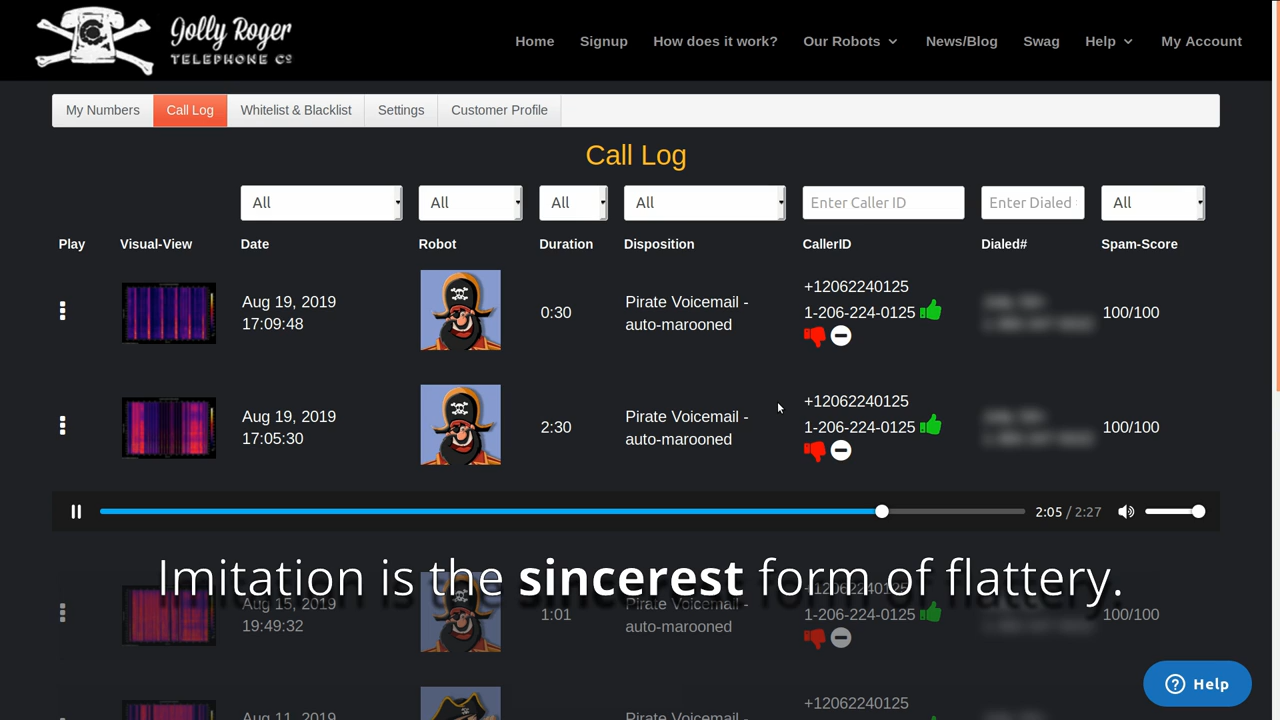 Jolly Roger
TELEPHONE Cº
Home Signup How does it work? Our Robots News/Blog Swag Help My Account
My Numbers Call Log Whitelist & Blacklist Settings Customer Profile
Call Log
All All All All Enter Caller ID Enter Dialed All
Play Visual-View Date Robot Duration Disposition CallerID Dialed# Spam-Score
Aug 19, 2019
17:09:48
0:30
Pirate Voicemail -
auto-marooned
+12062240125
1-206-224-0125
100/100
Aug 19, 2019
17:05:30
2:30
Pirate Voicemail -
auto-marooned
+12062240125
1-206-224-0125
100/100
2:05 / 2:27
Imitation is the sincerest form of flattery.
Aug 15, 2019
19:49:32
1:01
Pirate Voicemail -
auto-marooned
+12062240125
1-206-224-0125
100/100
Aug 11, 2019
+12062240125
Help